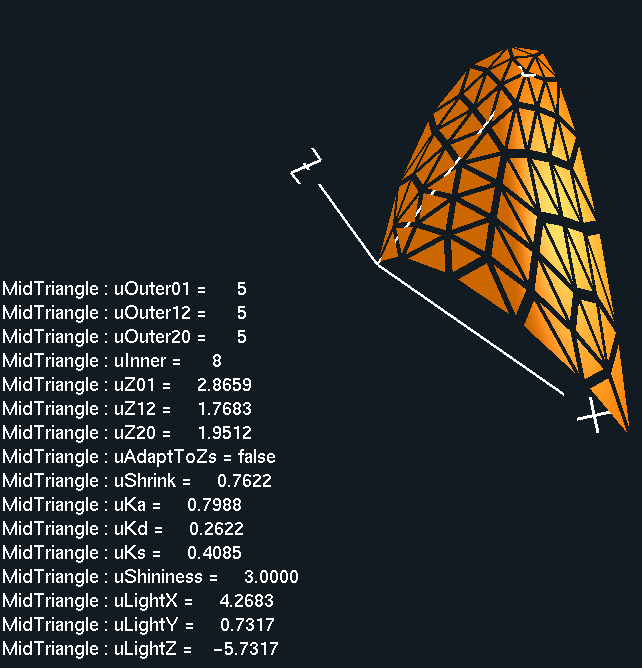 Z
X
MidTriangle : uOuter01 = 5
MidTriangle : uOuter12 = 5
MidTriangle : uOuter20 = 5
MidTriangle : uInner = 8
MidTriangle : uZ01 = 2.8659
MidTriangle : uZ12 = 1.7683
MidTriangle : uZ20 = 1.9512
MidTriangle : uAdaptToZs = false
MidTriangle : uShrink = 0.7622
MidTriangle : uKa = 0.7988
MidTriangle : uKd = 0.2622
MidTriangle : uKs = 0.4085
MidTriangle : uShininess = 3.0000
MidTriangle : uLightX = 4.2683
MidTriangle : uLightY = 0.7317
MidTriangle : uLightZ = −5.7317